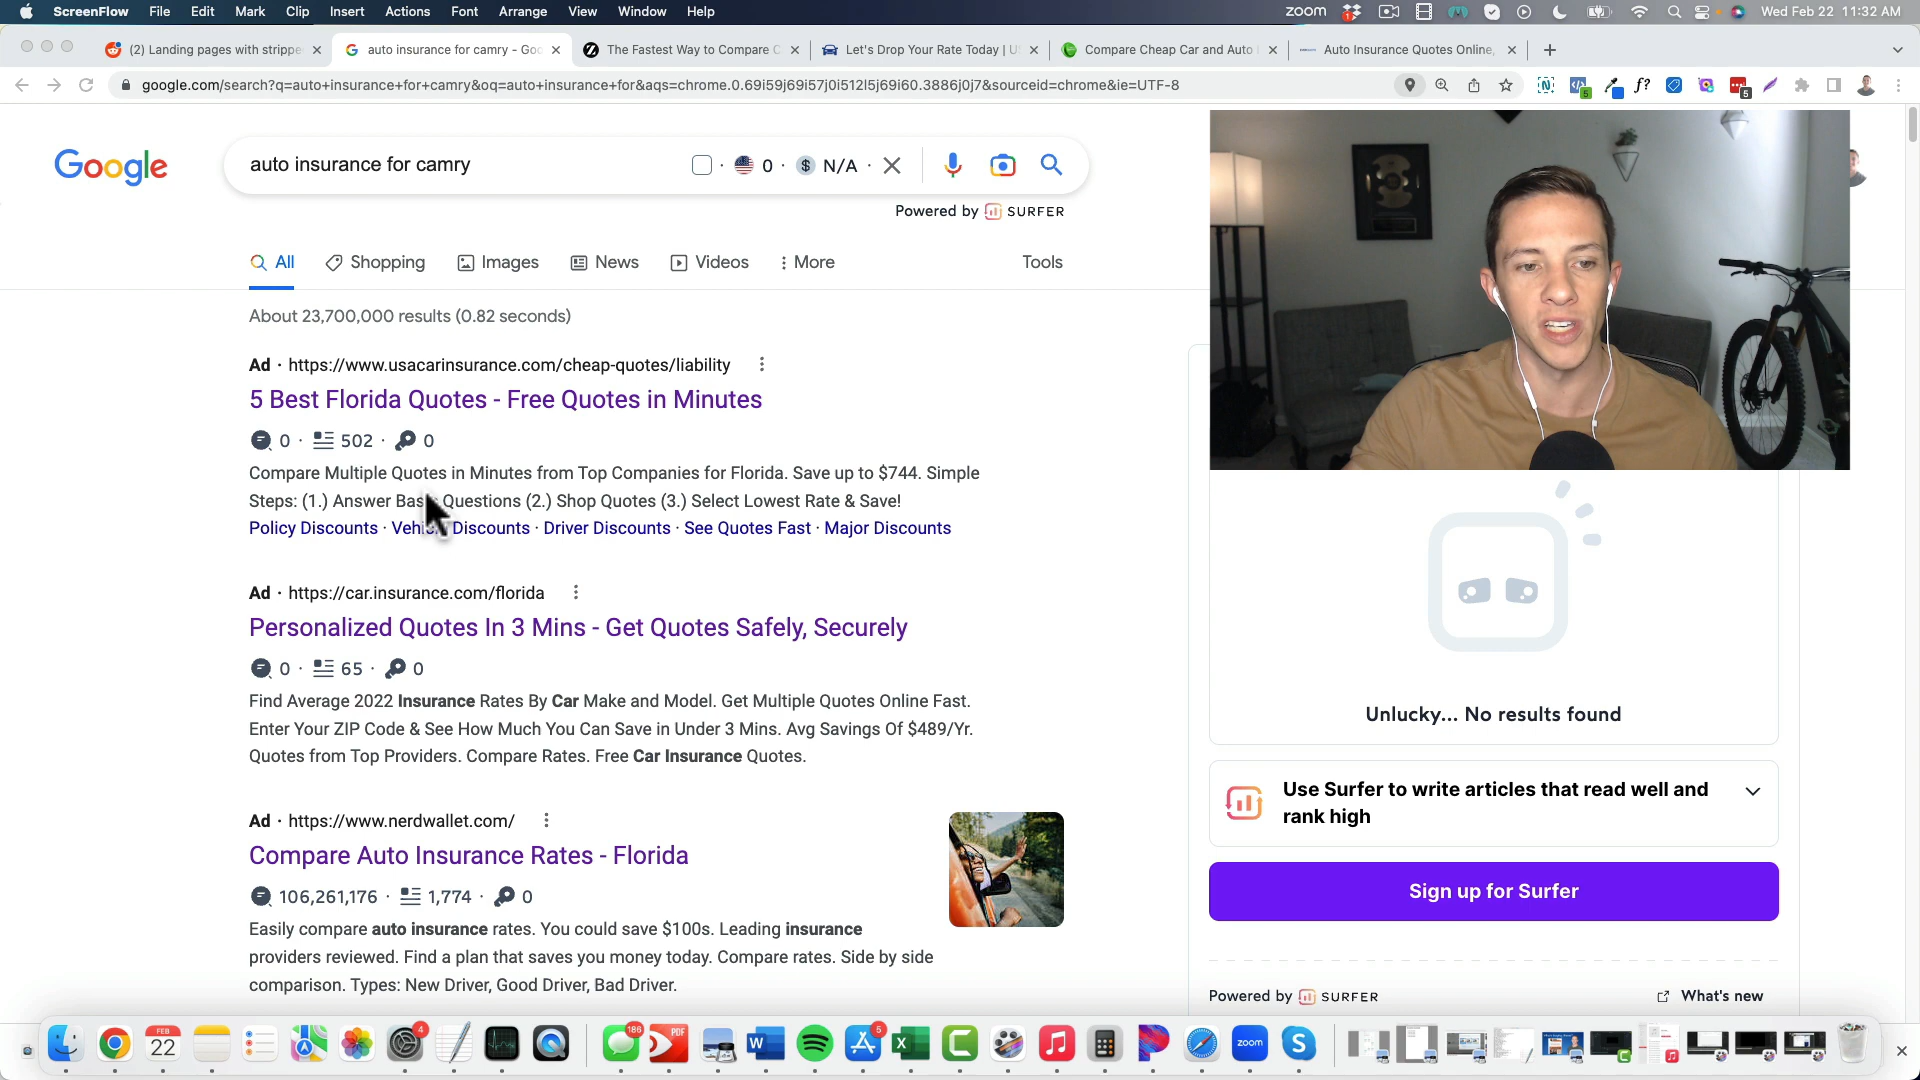 ScreenFlow File Edit Mark Clip Insert Actions Font Arrange View Window Help zoom Wed Feb 22 11:32 AM
(2) Landing pages with strippe
auto insurance for camry - Goo
The Fastest Way to Compare C
Let's Drop Your Rate Today | U
Compare Cheap Car and Auto
Auto Insurance Quotes Online,
google.com/search?q=auto+insurance+for+camry&oq=auto+insurance+for&aqs=chrome.0.69i59j69i57j0i512l5j69i60.3886j0j7&sourceid=chrome&ie=UTF-8
Google
auto insurance for camry
0 · $ N/A ·
Powered by SURFER
All Shopping Images News Videos More Tools
About 23,700,000 results (0.82 seconds)
Ad · https://www.usacarinsurance.com/cheap-quotes/liability
5 Best Florida Quotes - Free Quotes in Minutes
0 · 502 · 0
Compare Multiple Quotes in Minutes from Top Companies for Florida. Save up to $744. Simple
Steps: (1.) Answer Basic Questions (2.) Shop Quotes (3.) Select Lowest Rate & Save!
Policy Discounts · Vehicle Discounts · Driver Discounts · See Quotes Fast · Major Discounts
Ad · https://car.insurance.com/florida
Personalized Quotes In 3 Mins - Get Quotes Safely, Securely
0 · 65 · 0
Find Average 2022 Insurance Rates By Car Make and Model. Get Multiple Quotes Online Fast.
Enter Your ZIP Code & See How Much You Can Save in Under 3 Mins. Avg Savings Of $489/Yr.
Quotes from Top Providers. Compare Rates. Free Car Insurance Quotes.
Ad · https://www.nerdwallet.com/
Compare Auto Insurance Rates - Florida
106,261,176 · 1,774 · 0
Easily compare auto insurance rates. You could save $100s. Leading insurance
providers reviewed. Find a plan that saves you money today. Compare rates. Side by side
comparison. Types: New Driver, Good Driver, Bad Driver.
Unlucky... No results found
Use Surfer to write articles that read well and
rank high
Sign up for Surfer
Powered by SURFER
What's new
FEB
22
4
186
PDF
W
5
X
zoom
S